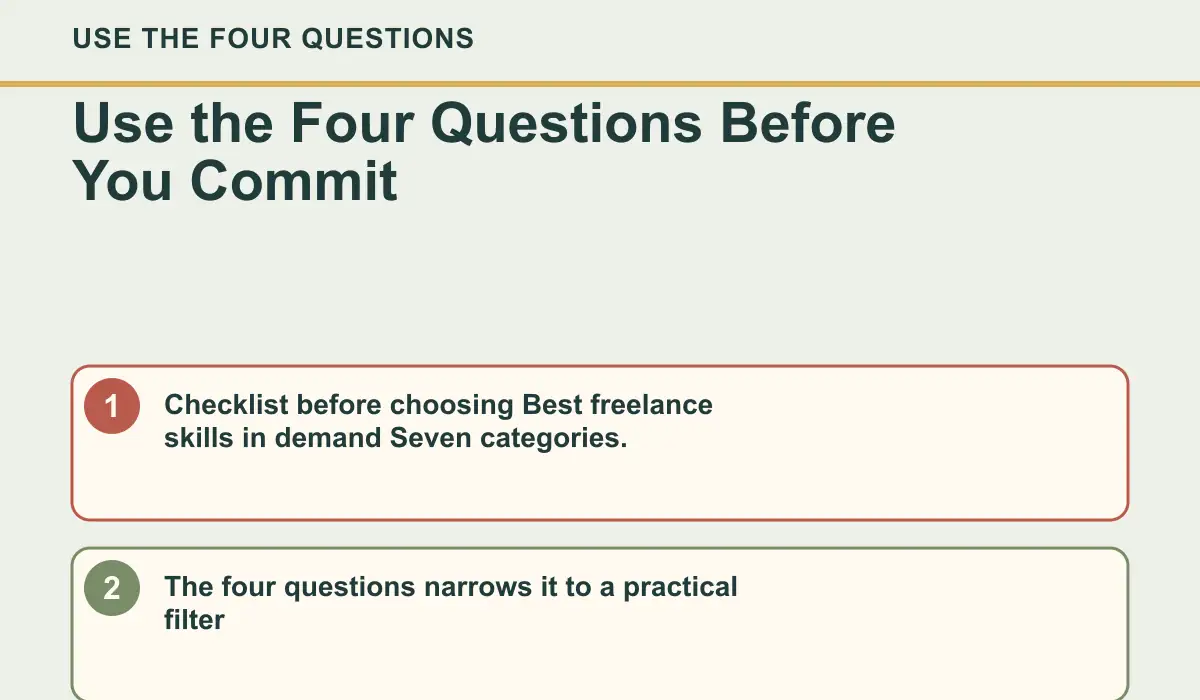 USE THE FOUR QUESTIONS
Use the Four Questions Before
You Commit
1
Checklist before choosing Best freelance
skills in demand Seven categories.
2
The four questions narrows it to a practical
filter